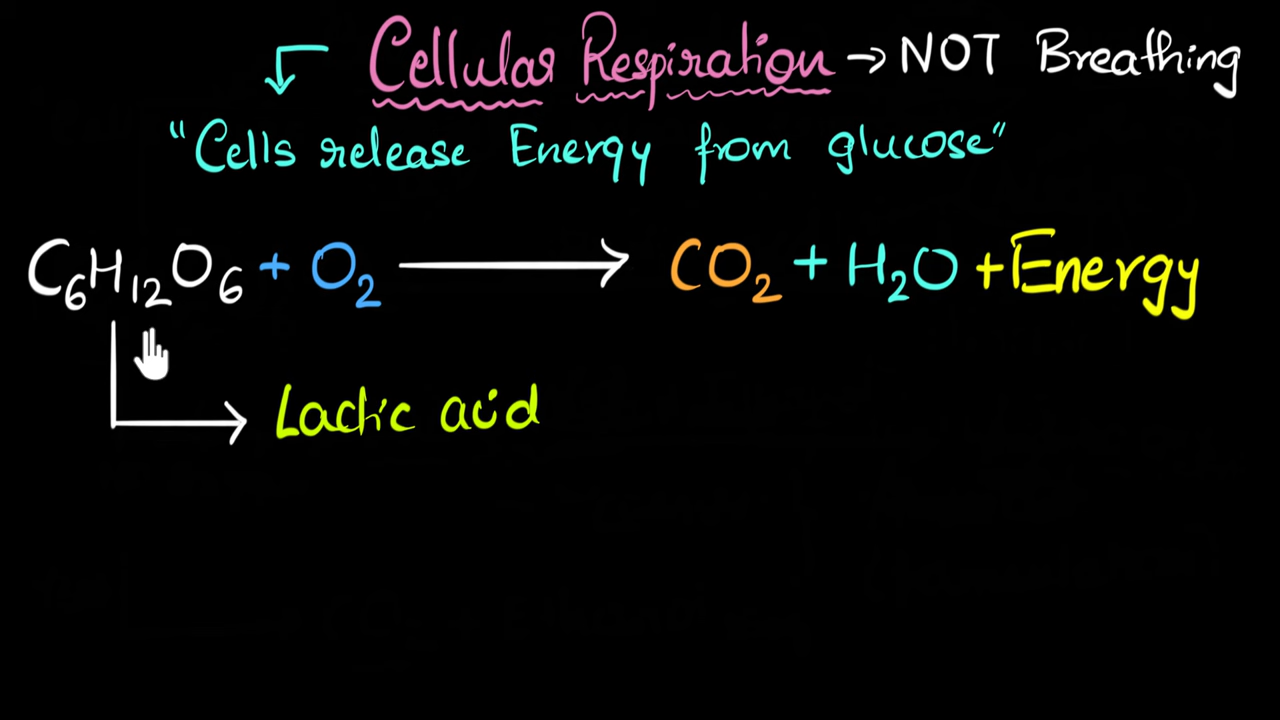 Cellular Respiration → NOT Breathing
"Cells release Energy from glucose"
C₆H₁₂O₆ + O₂ → CO₂ + H₂O + Energy
Lactic acid